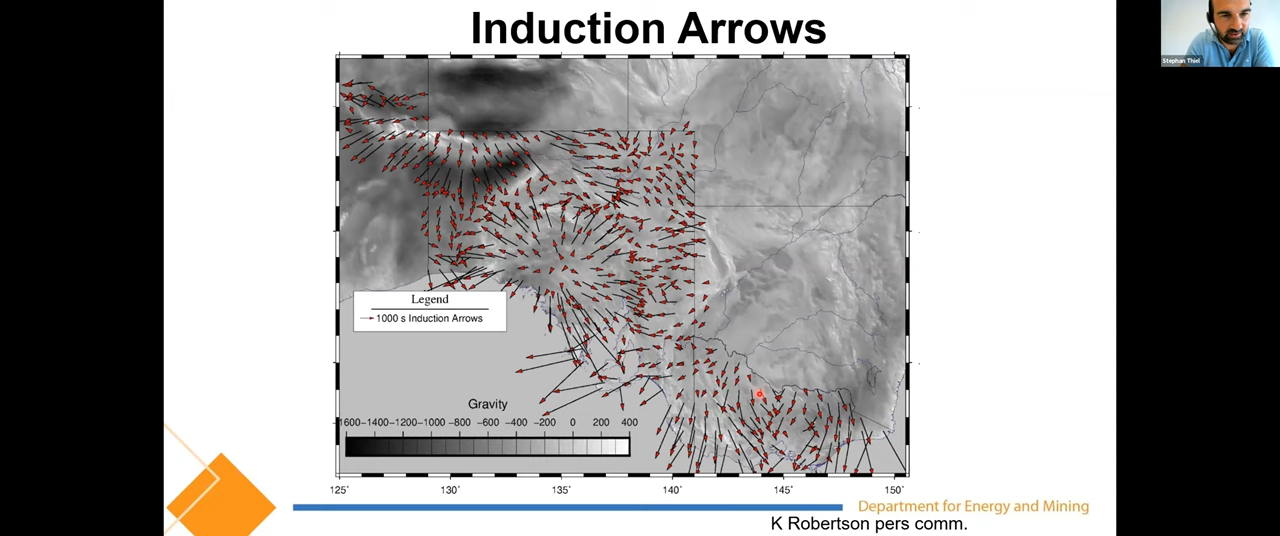 Induction Arrows
Stephan Thiel
Legend
1000 s Induction Arrows
Gravity
1600−1400−1200−1000 −800 −600 −400 −200 0 200 400
125˚ 130˚ 135˚ 140˚ 145˚ 150˚
Department for Energy and Mining
K Robertson pers comm.